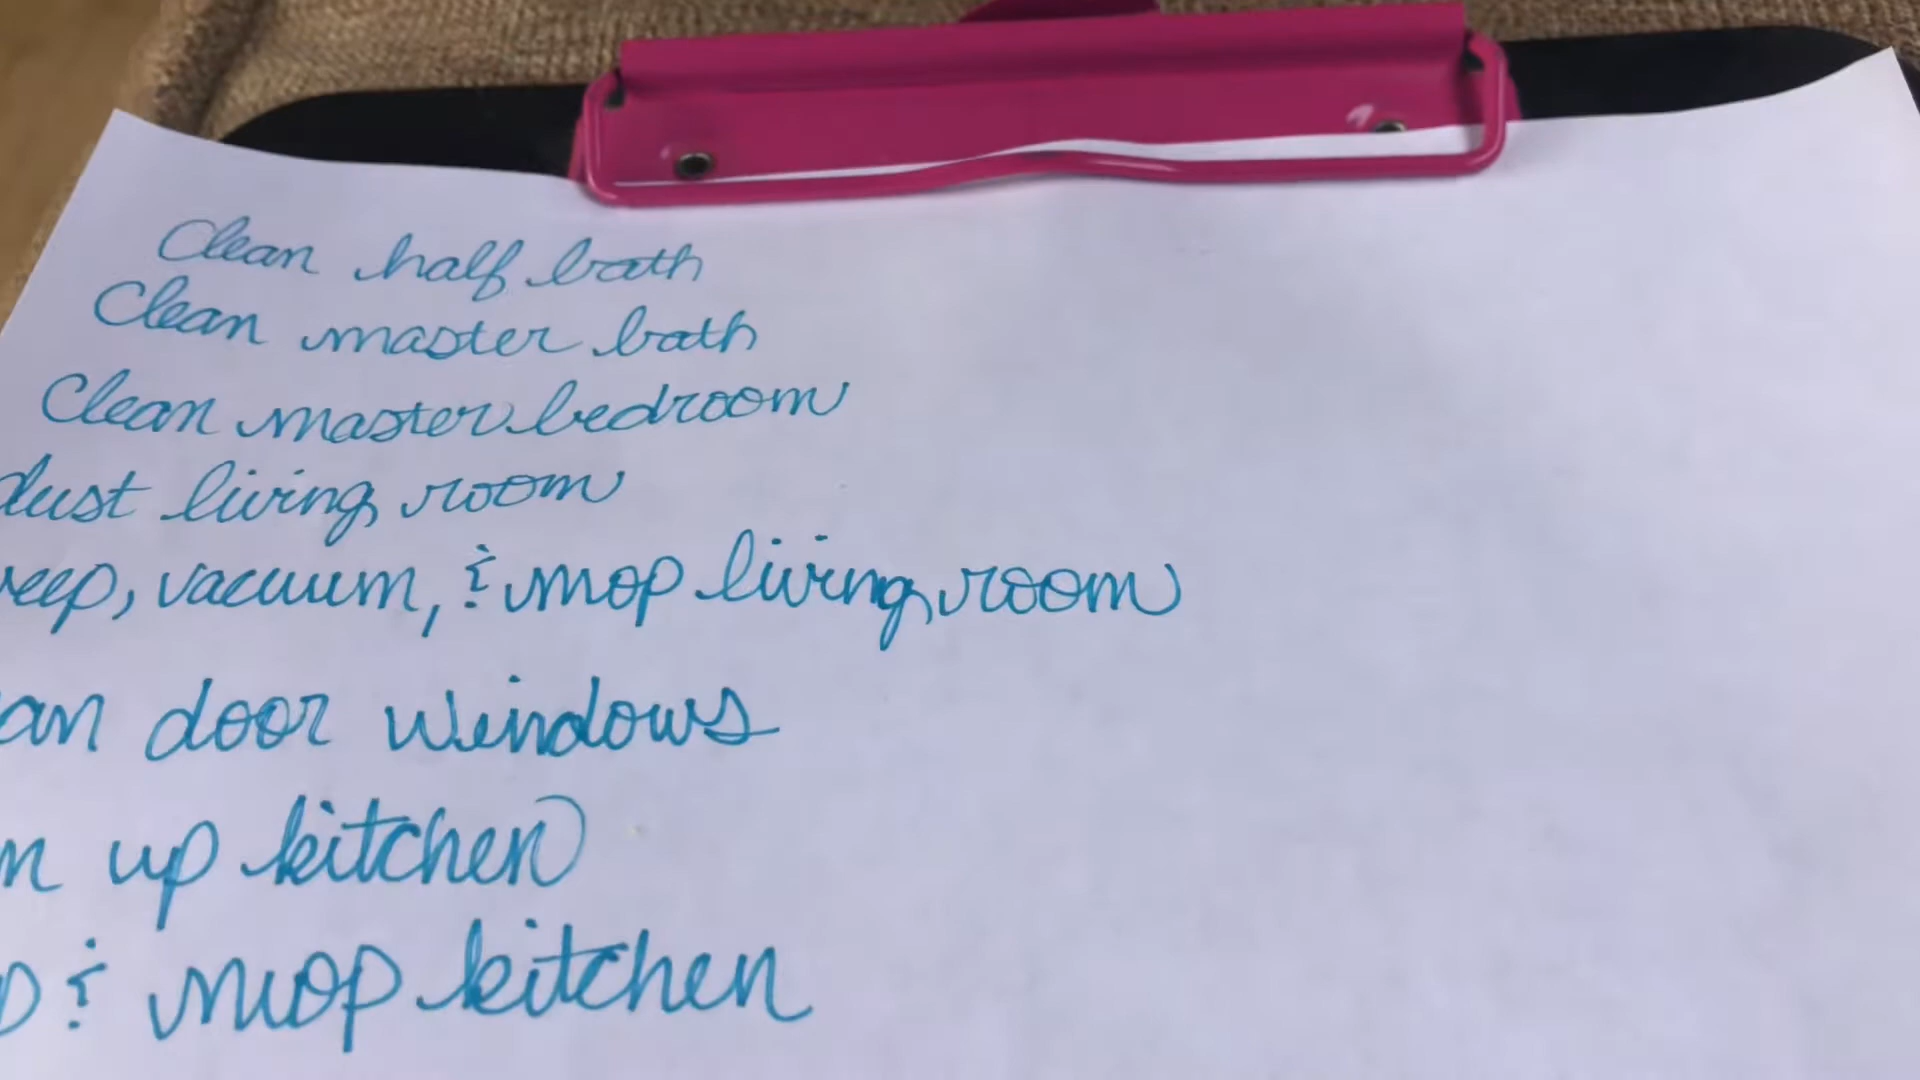 Clean half bath
Clean master bath
Clean master bedroom
dust living room
eep, vacuum, & mop living room
an door windows
n up kitchen
p & mop kitchen